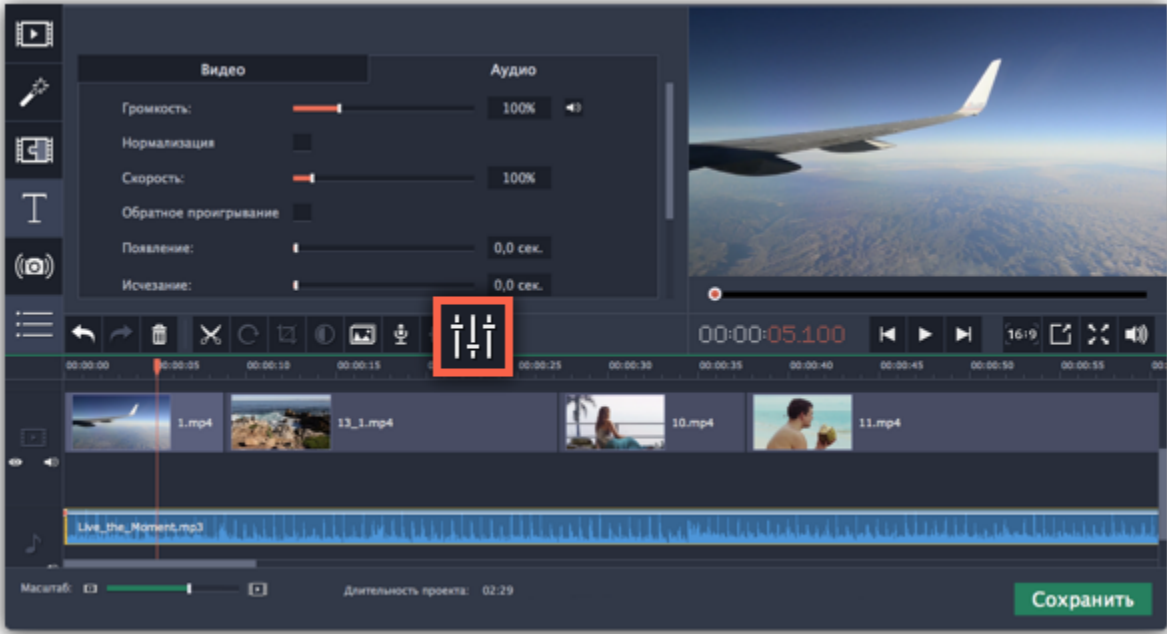 Видео Аудио
Громкость: 100%
Нормализация
Скорость: 100%
Обратное проигрывание
Появление: 0,0 сек.
Исчезание: 0,0 сек.
T
00:00:05.100 16:9
00:00:00 00:00:05 00:00:10 00:00:15 00:00:25 00:00:30 00:00:35 00:00:40 00:00:45 00:00:50 00:00:55 00:
1.mp4 13_1.mp4 10.mp4 11.mp4
Live_the_Moment.mp3
Масштаб: Длительность проекта: 02:29
Сохранить